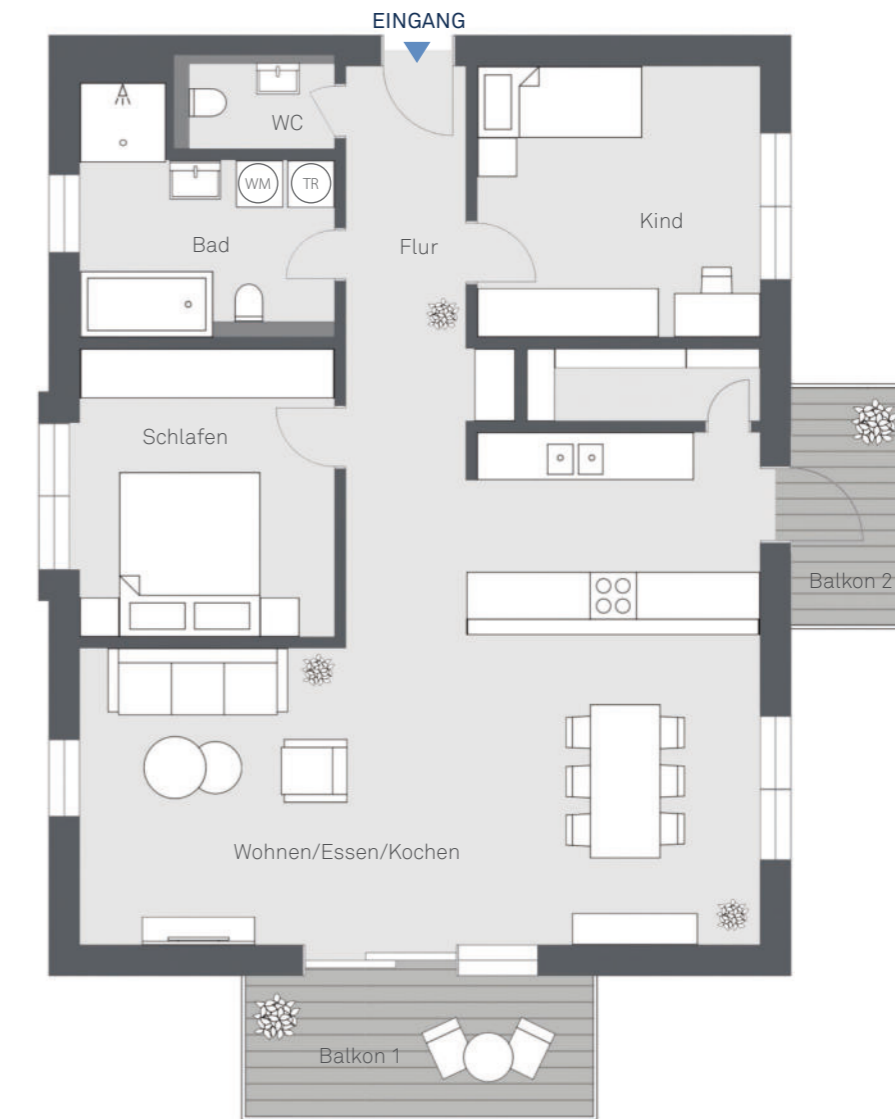 EINGANG
WC
WM
TR
Bad
Flur
Kind
Schlafen
Balkon 2
Wohnen/Essen/Kochen
Balkon 1